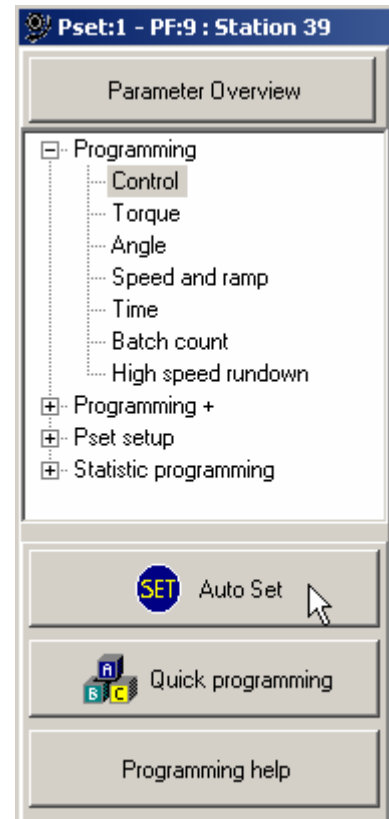 Pset:1 - PF:9 : Station 39
Parameter Overview
Programming
Control
Torque
Angle
Speed and ramp
Time
Batch count
High speed rundown
Programming +
Pset setup
Statistic programming
SET Auto Set
A B C Quick programming
Programming help